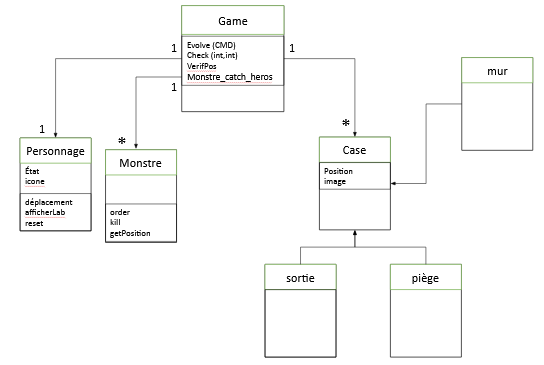 Game
Evolve (CMD)
Check (int,int)
VerifPos
Monstre_catch_heros
1
1
1
1
*
*
mur
Personnage
État
icone
déplacement
afficherLab
reset
Monstre
order
kill
getPosition
Case
Position
image
sortie
piège